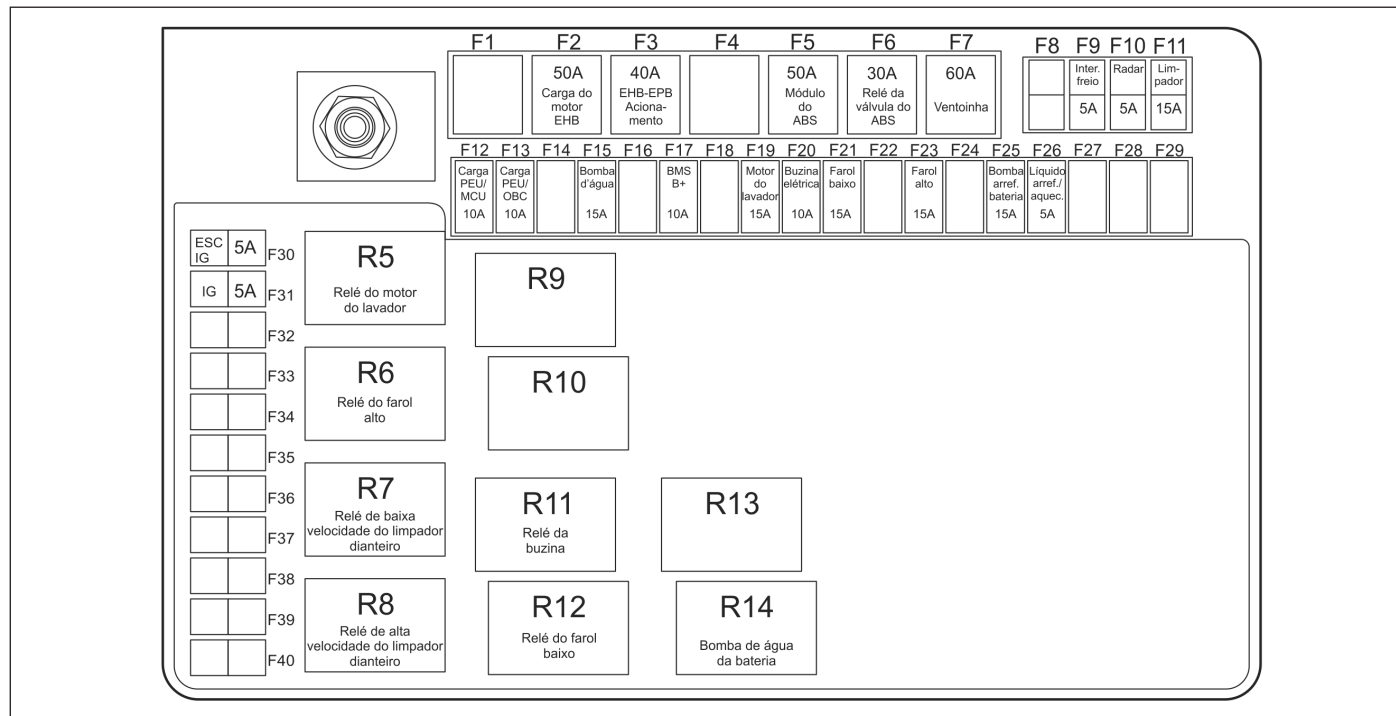 F1 F2 F3 F4 F5 F6 F7
F8 F9 F10 F11
50A
Carga do
motor
EHB
40A
EHB-EPB
Aciona-
mento
50A
Módulo
do
ABS
30A
Relé da
válvula do
ABS
60A
Ventoinha
Inter.
freio
5A
Radar
5A
Lim-
pador
15A
F12 F13 F14 F15 F16 F17 F18 F19 F20 F21 F22 F23 F24 F25 F26 F27 F28 F29
Carga
PEU/
MCU
10A
Carga
PEU/
OBC
10A
Bomba
d'água
15A
BMS
B+
10A
Motor
do
lavador
15A
Buzina
elétrica
10A
Farol
baixo
15A
Farol
alto
15A
Bomba
arref.
bateria
15A
Líquido
arref./
aquec.
5A
ESC
IG
5A
F30
IG
5A
F31
F32
F33
F34
F35
F36
F37
F38
F39
F40
R5
Relé do motor
do lavador
R6
Relé do farol
alto
R7
Relé de baixa
velocidade do limpador
dianteiro
R8
Relé de alta
velocidade do limpador
dianteiro
R9
R10
R11
Relé da
buzina
R12
Relé do farol
baixo
R13
R14
Bomba de água
da bateria